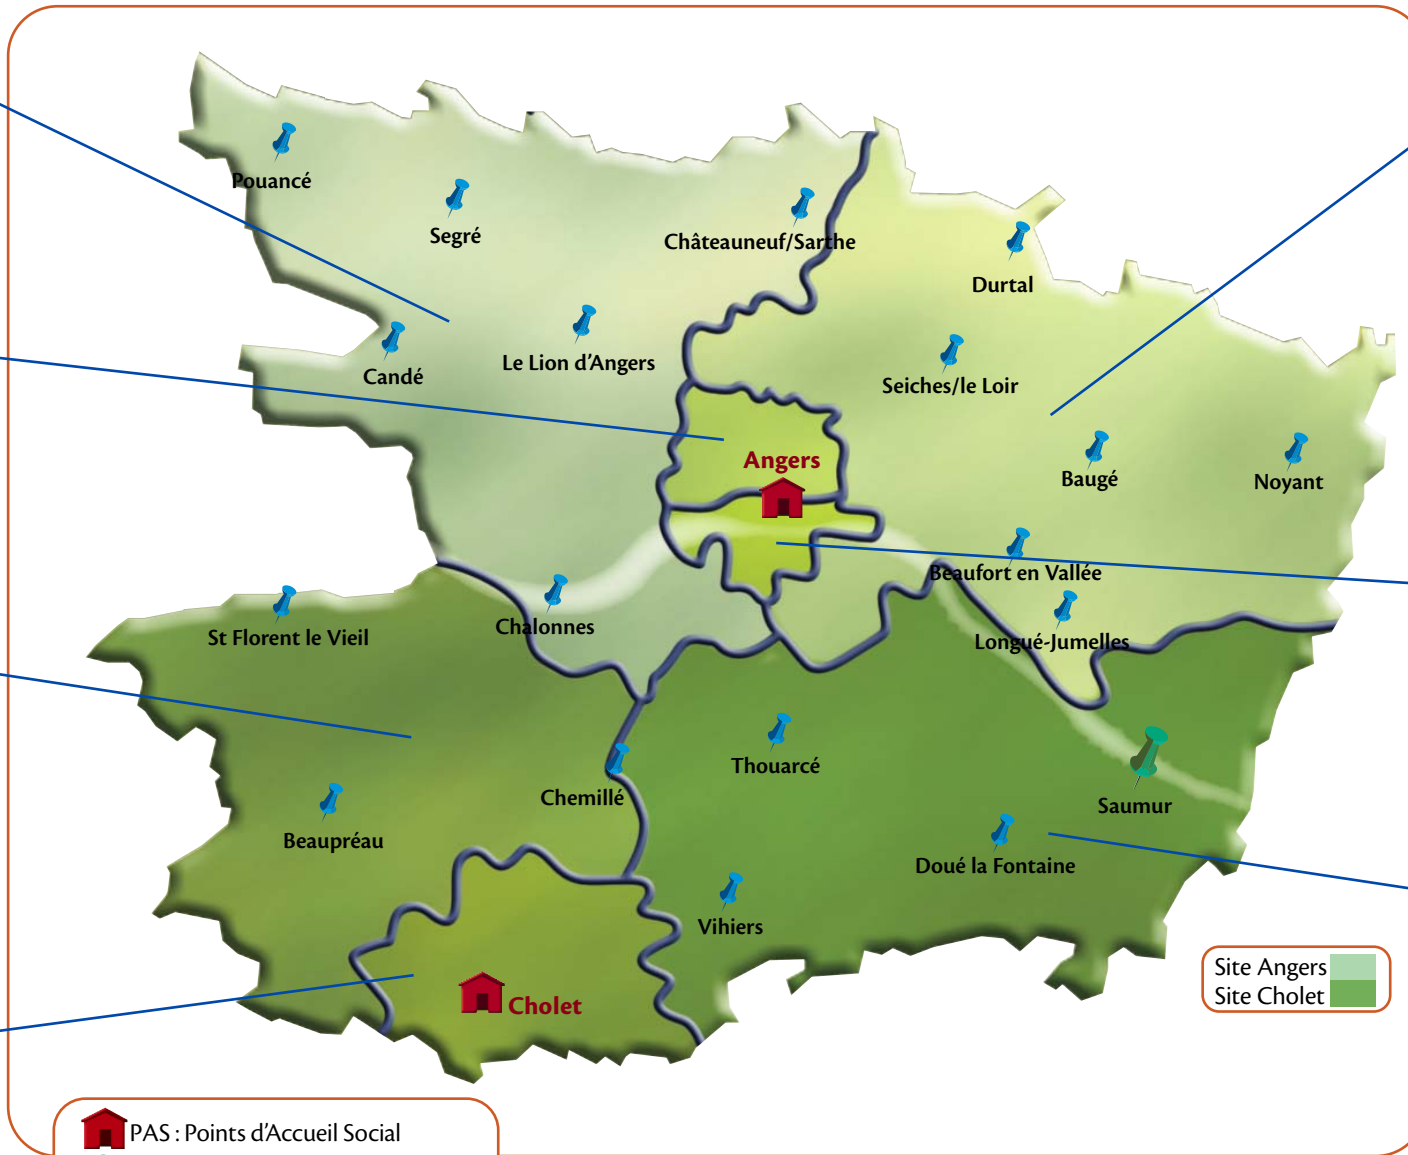 Pouancé
Segré
Châteauneuf/Sarthe
Durtal
Candé
Le Lion d'Angers
Seiches/le Loir
Angers
Baugé
Noyant
Beaufort en Vallée
St Florent le Vieil
Chalonnes
Longué-Jumelles
Thouarcé
Chemillé
Saumur
Beaupréau
Doué la Fontaine
Vihiers
Cholet
Site Angers
Site Cholet
PAS : Points d'Accueil Social